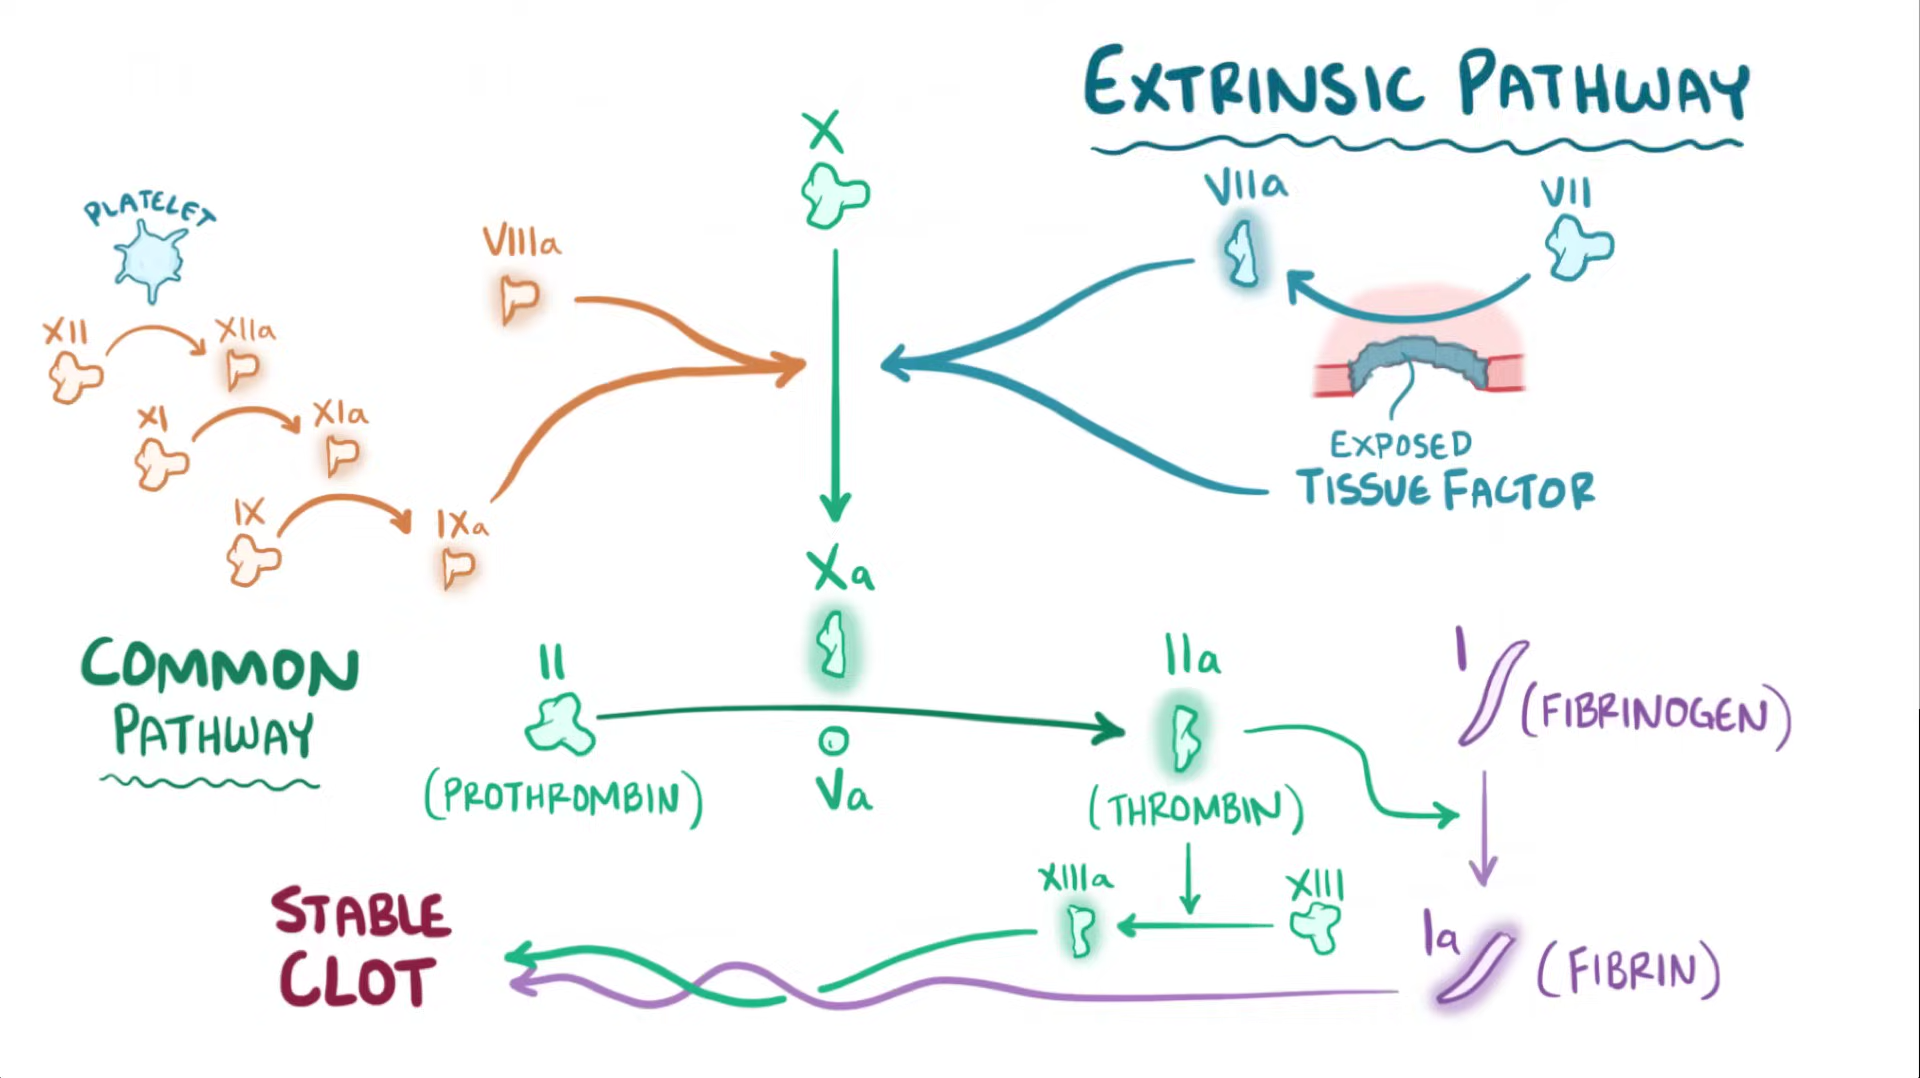 EXTRINSIC PATHWAY
X
VIIa
VII
PLATELET
VIIIa
XII
XIIa
XI
XIa
EXPOSED
TISSUE FACTOR
IX
IXa
Xa
COMMON
PATHWAY
II
(PROTHROMBIN)
Va
IIa
(THROMBIN)
I
(FIBRINOGEN)
XIIIa
XIII
STABLE
CLOT
Ia
(FIBRIN)